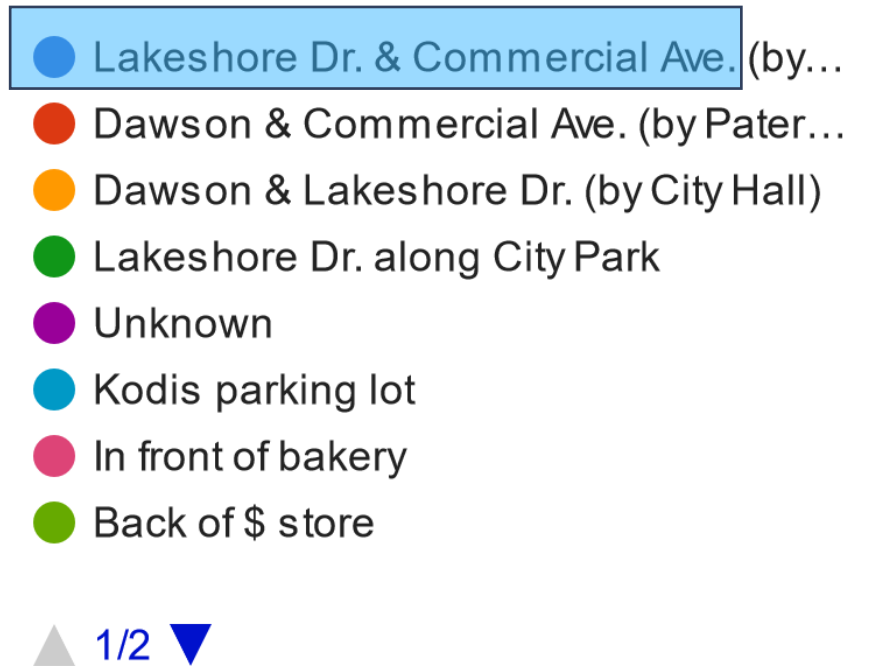 Lakeshore Dr. & Commercial Ave. (by…
Dawson & Commercial Ave. (by Pater…
Dawson & Lakeshore Dr. (by City Hall)
Lakeshore Dr. along City Park
Unknown
Kodis parking lot
In front of bakery
Back of $ store
1/2